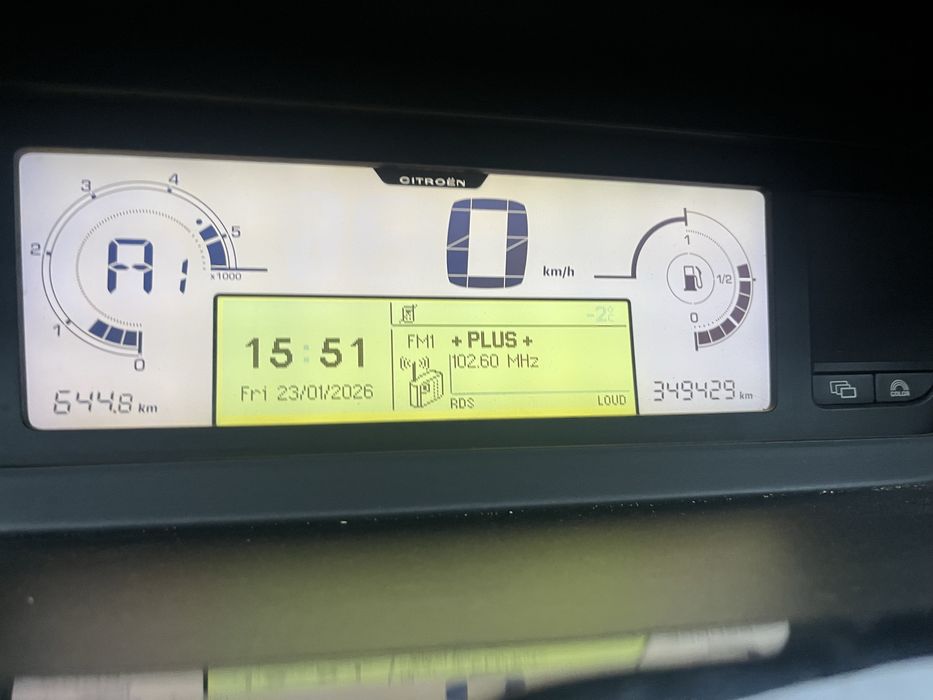 CITROËN
3
4
2
5
1
0
x1000
A1
0
km/h
1
1/2
0
-2°C
15:51
FM1 + PLUS +
102.60 MHz
Fri 23/01/2026
RDS LOUD
644.8 km
349429 km
COLOR